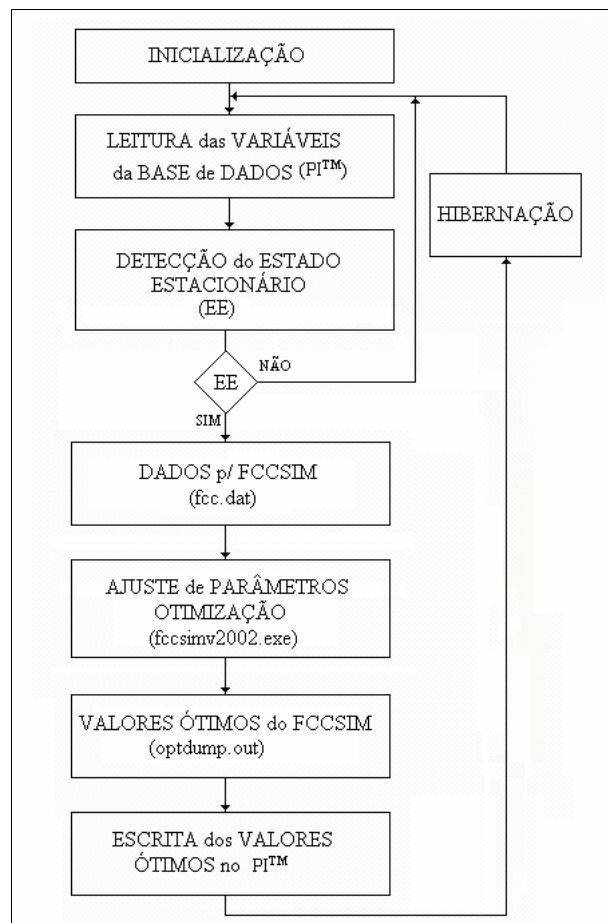 INICIALIZAÇÃO
LEITURA das VARIÁVEIS
da BASE de DADOS (PI™)
HIBERNAÇÃO
DETECÇÃO do ESTADO
ESTACIONÁRIO
(EE)
EE
NÃO
SIM
DADOS p/ FCCSIM
(fcc.dat)
AJUSTE de PARÂMETROS
OTIMIZAÇÃO
(fccsimv2002.exe)
VALORES ÓTIMOS do FCCSIM
(optdump.out)
ESCRITA dos VALORES
ÓTIMOS no PI™